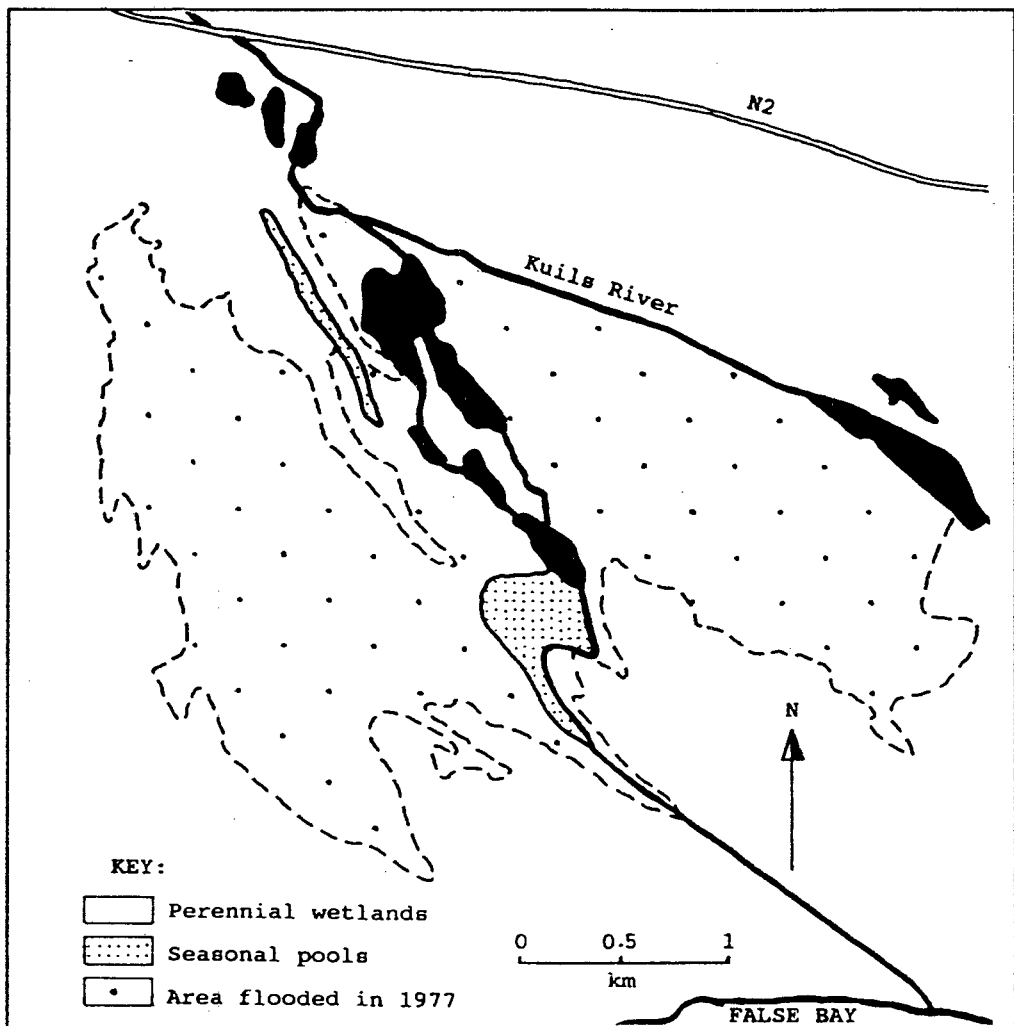 N2
Kuils River
N
KEY:
Perennial wetlands
Seasonal pools
Area flooded in 1977
0 0.5 1
km
FALSE BAY